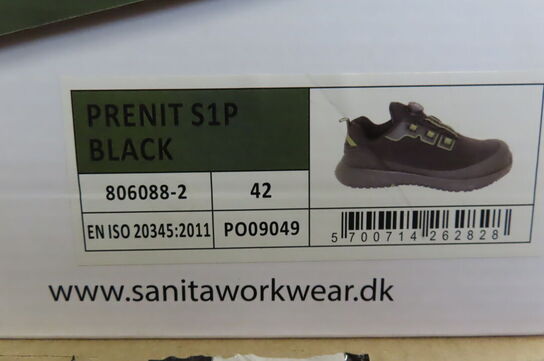 PRENIT S1P
BLACK
806088-2 42
EN ISO 20345:2011 PO09049
5 700714 262828
www.sanitaworkwear.dk